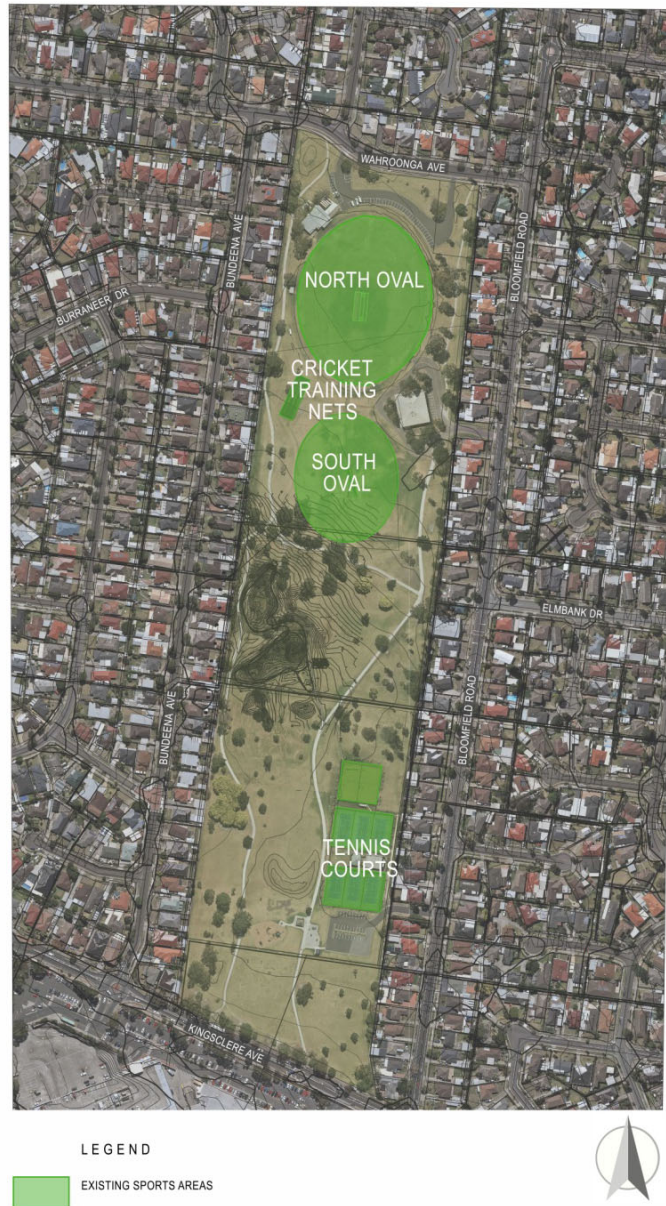 WAHROONGA AVE
BUNDEENA AVE
BLOOMFIELD ROAD
NORTH OVAL
BURRANEER DR
CRICKET
TRAINING
NETS
SOUTH
OVAL
ELMBANK DR
BUNDEENA AVE
BLOOMFIELD ROAD
TENNIS
COURTS
KINGSCLERE AVE
LEGEND
EXISTING SPORTS AREAS